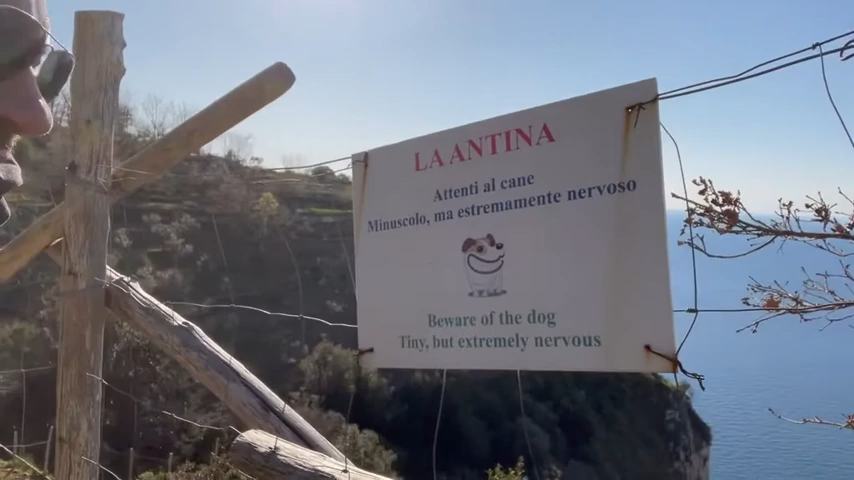 LA ANTINA
Attenti al cane
Minuscolo, ma estremamente nervoso
Beware of the dog
Tiny, but extremely nervous